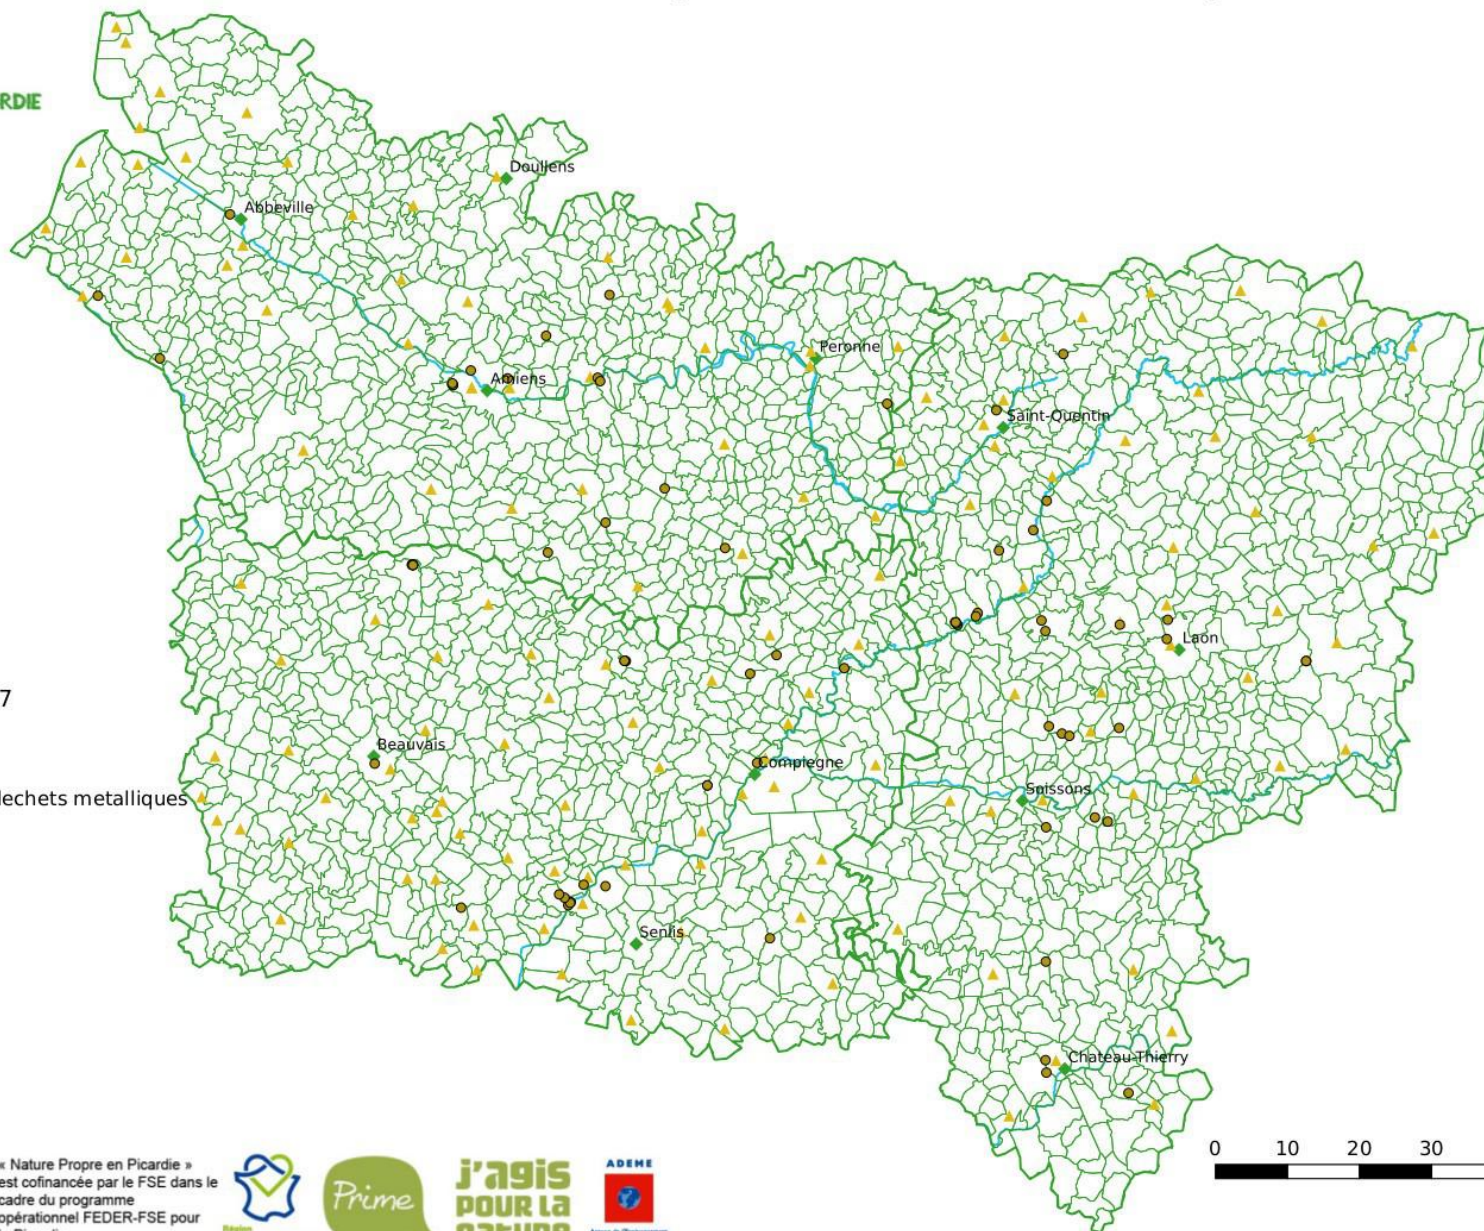 RDIE
Doullens
Abbeville
Peronne
Amiens
Saint-Quentin
Laon
7
Beauvais
Compiegne
dechets metalliques
Soissons
Senlis
Chateau-Thierry
0 10 20 30
« Nature Propre en Picardie »
est cofinancée par le FSE dans le
cadre du programme
opérationnel FEDER-FSE pour
Prime
j'agis
POUR LA
nature
ADEME